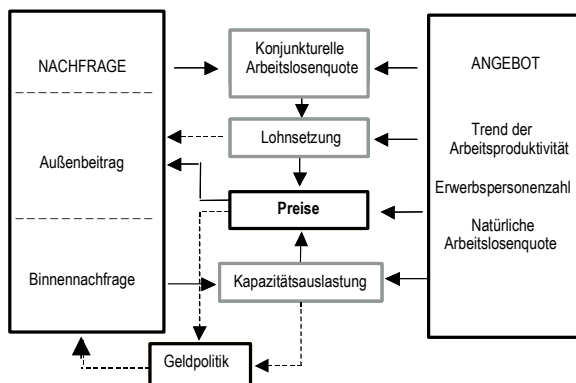 NACHFRAGE
Außenbeitrag
Binnennachfrage
Konjunkturelle
Arbeitslosenquote
Lohnsetzung
Preise
Kapazitätsauslastung
Geldpolitik
ANGEBOT
Trend der
Arbeitsproduktivität
Erwerbspersonenzahl
Natürliche
Arbeitslosenquote